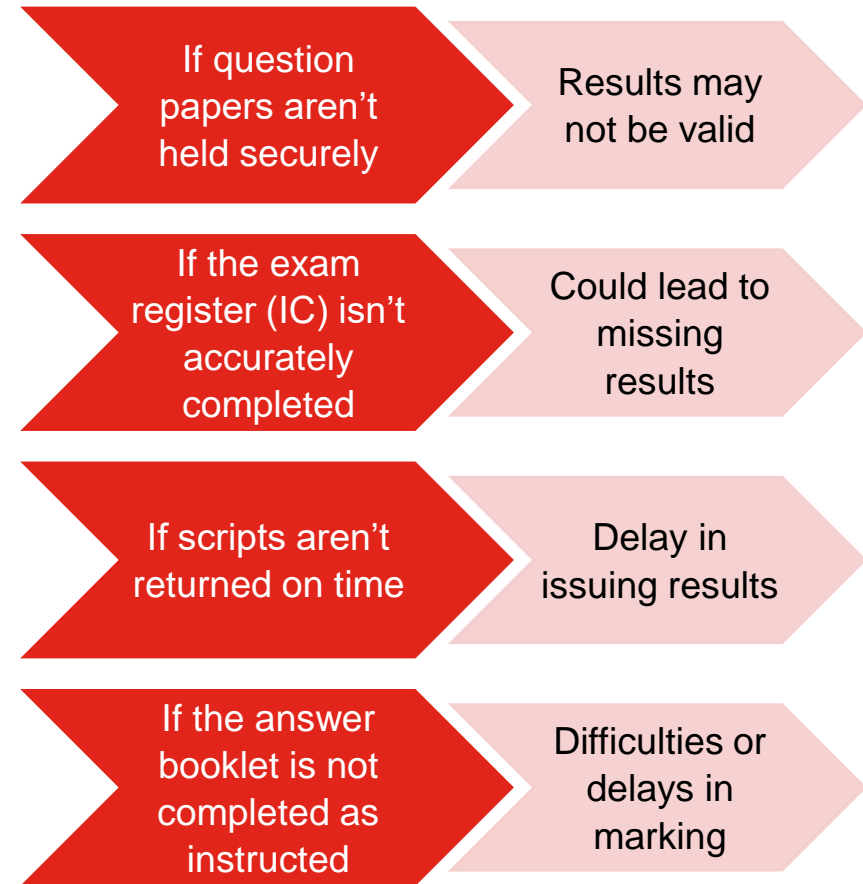 If question
papers aren’t
held securely
Results may
not be valid
If the exam
register (IC) isn’t
accurately
completed
Could lead to
missing
results
If scripts aren’t
returned on time
Delay in
issuing results
If the answer
booklet is not
completed as
instructed
Difficulties or
delays in
marking